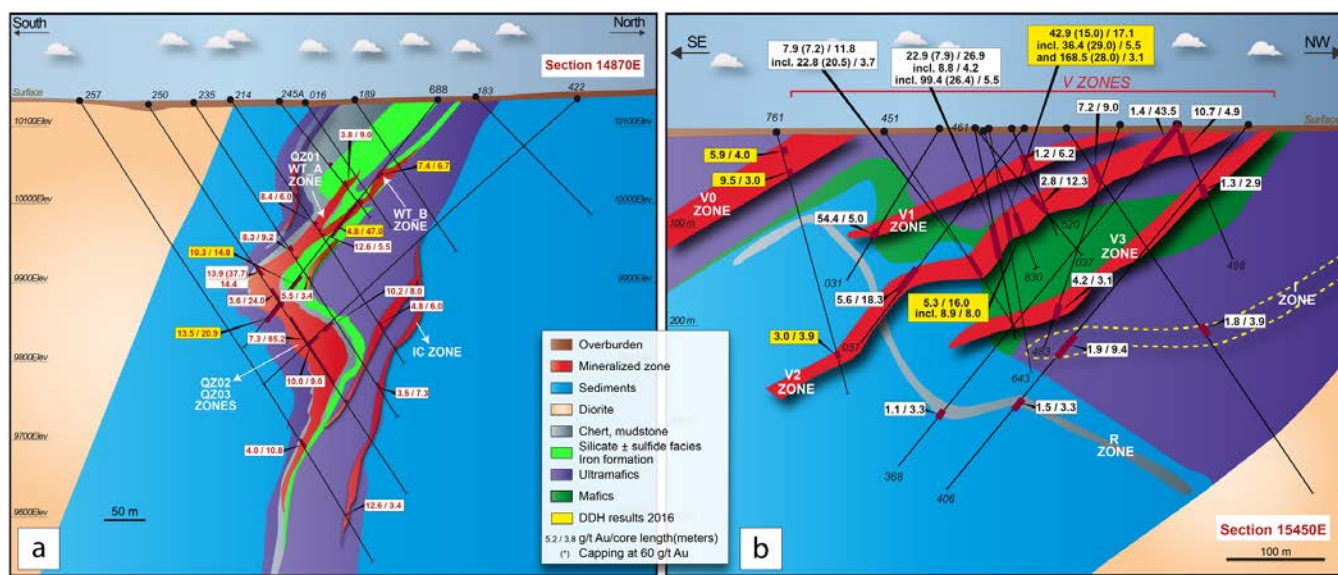 South
North
Section 14870E
Surface
267
250
235
214
245A
016
189
688
183
422
10100Elev
10000Elev
9900Elev
9800Elev
9700Elev
9600Elev
3.8 / 9.0
QZ01
WT_A
ZONE
7.4 / 6.7
8.4 / 6.0
WT_B
ZONE
4.8 / 47.0
8.3 / 9.2
12.6 / 5.5
10.3 / 14.8
13.9 (37.7)
14.4
5.5 / 3.4
10.2 / 8.0
3.6 / 24.0
4.8 / 6.0
13.5 / 20.9
7.3 / 85.2
IC ZONE
QZ02
QZ03
ZONES
10.0 / 9.0
3.5 / 7.3
4.0 / 10.8
12.6 / 3.4
50 m
a
Overburden
Mineralized zone
Sediments
Diorite
Chert, mudstone
Silicate ± sulfide facies
Iron formation
Ultramafics
Mafics
DDH results 2016
5.2 / 3.8 g/t Au/core length(meters)
(*) Capping at 60 g/t Au
SE
NW
7.9 (7.2) / 11.8
incl. 22.8 (20.5) / 3.7
22.9 (7.9) / 26.9
incl. 8.8 / 4.2
incl. 99.4 (26.4) / 5.5
42.9 (15.0) / 17.1
incl. 36.4 (29.0) / 5.5
and 168.5 (28.0) / 3.1
V ZONES
7.2 / 9.0
1.4 / 43.5
10.7 / 4.9
761
451
461
Surface
5.9 / 4.0
9.5 / 3.0
1.2 / 6.2
2.8 / 12.3
1.3 / 2.9
V0
ZONE
100 m
54.4 / 5.0
V1
ZONE
520
V3
ZONE
037
488
830
031
4.2 / 3.1
5.6 / 18.3
5.3 / 16.0
incl. 8.9 / 8.0
r
ZONE
200 m
1.8 / 3.9
3.0 / 3.9
057
483
1.9 / 9.4
643
V2
ZONE
1.1 / 3.3
1.5 / 3.3
R
ZONE
368
406
Section 15450E
b
100 m